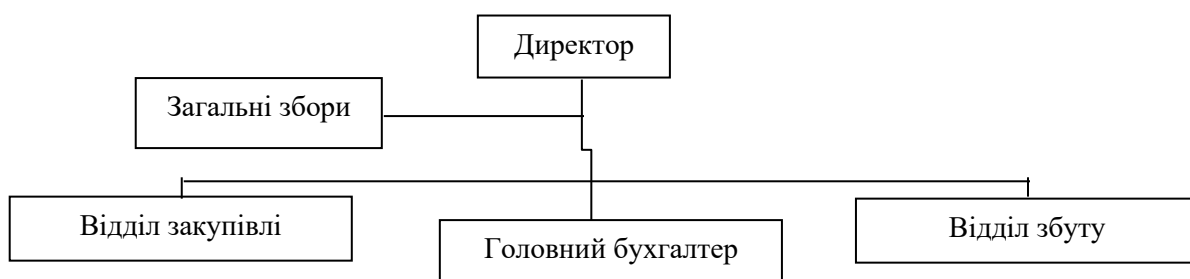 Директор
Загальні збори
Відділ закупівлі
Головний бухгалтер
Відділ збуту